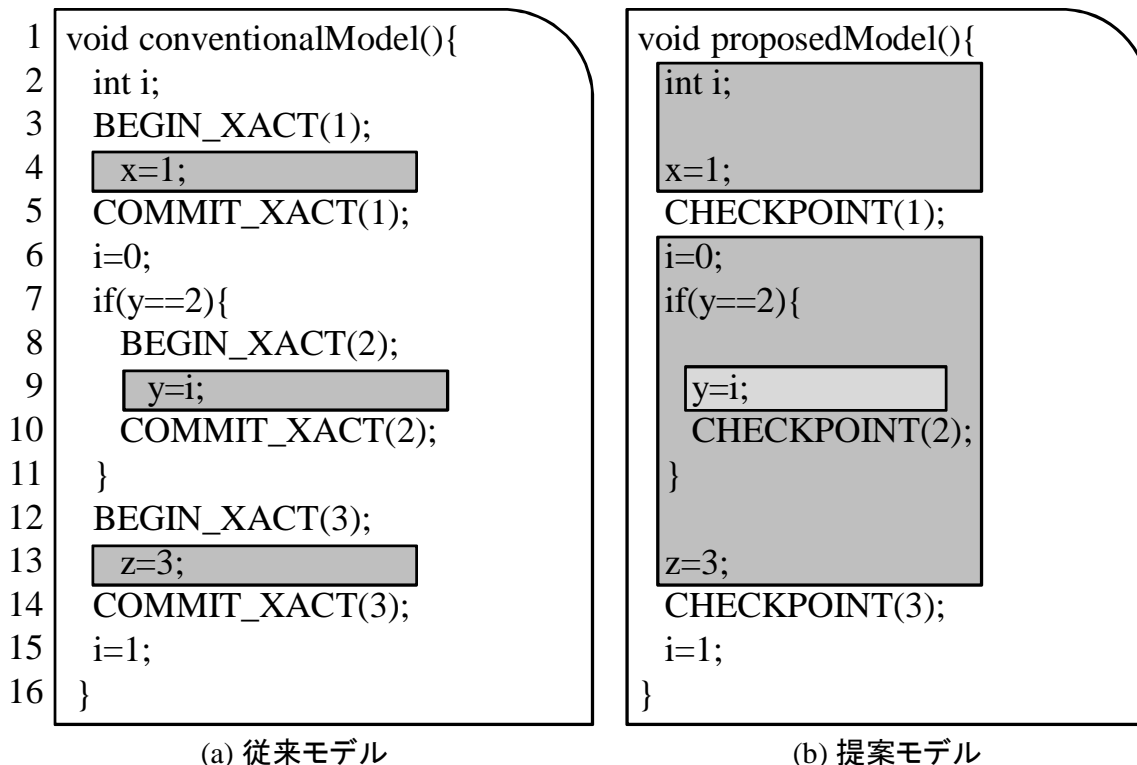 1 void conventionalModel(){
2 int i;
3 BEGIN_XACT(1);
4 x=1;
5 COMMIT_XACT(1);
6 i=0;
7 if(y==2){
8 BEGIN_XACT(2);
9 y=i;
10 COMMIT_XACT(2);
11 }
12 BEGIN_XACT(3);
13 z=3;
14 COMMIT_XACT(3);
15 i=1;
16 }
(a) 従来モデル
void proposedModel(){
int i;
x=1;
CHECKPOINT(1);
i=0;
if(y==2){
y=i;
CHECKPOINT(2);
}
z=3;
CHECKPOINT(3);
i=1;
}
(b) 提案モデル